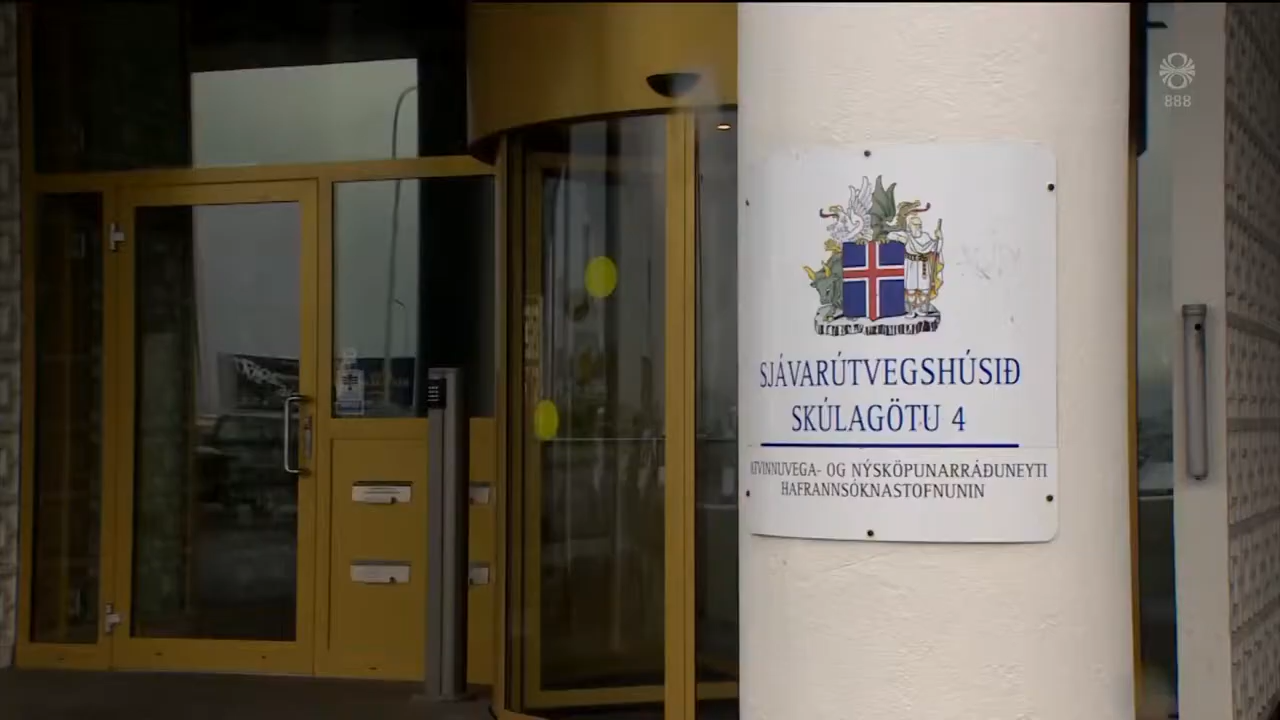 888
SJÁVARÚTVEGSHÚSIÐ
SKÚLAGÖTU 4
ATVINNUVEGA- OG NÝSKÖPUNARRÁÐUNEYTI
HAFRANNSÓKNASTOFNUNIN